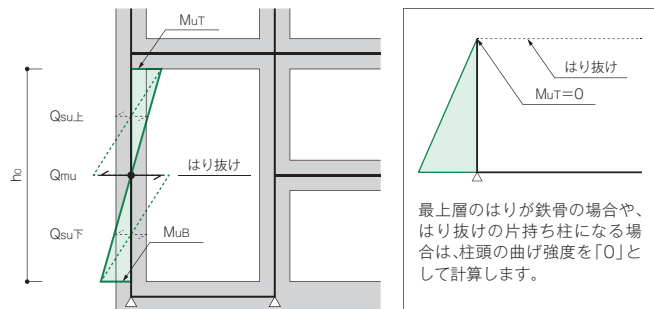 MuT
Qsu上
h0
Qmu
はり抜け
Qsu下
MuB
はり抜け
MuT=0
最上層のはりが鉄骨の場合や、
はり抜けの片持ち柱になる場
合は、柱頭の曲げ強度を「0」と
して計算します。